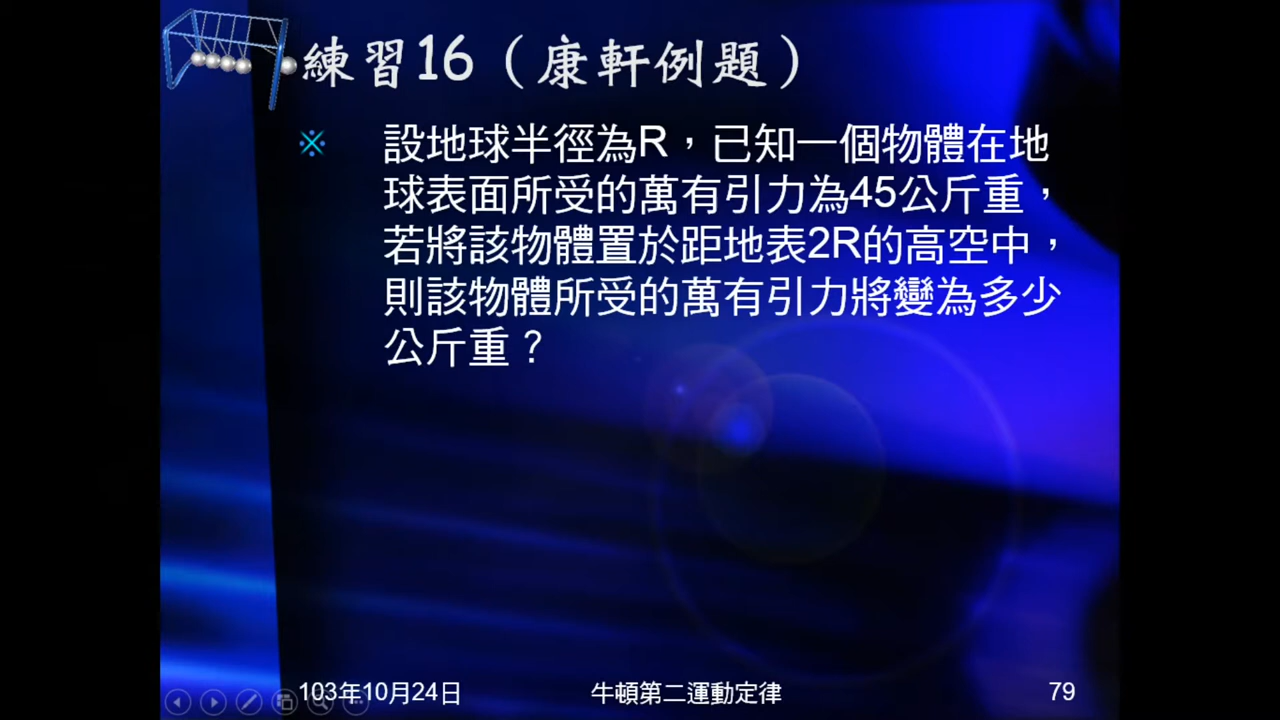 練習16（康軒例題）
※ 設地球半徑為R，已知一個物體在地
球表面所受的萬有引力為45公斤重，
若將該物體置於距地表2R的高空中，
則該物體所受的萬有引力將變為多少
公斤重？
103年10月24日
牛頓第二運動定律
79